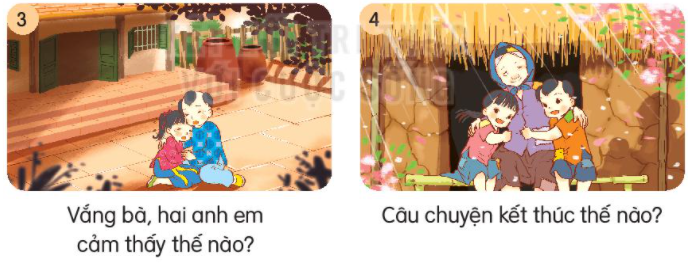 3
Vắng bà, hai anh em
cảm thấy thế nào?
4
Câu chuyện kết thúc thế nào?